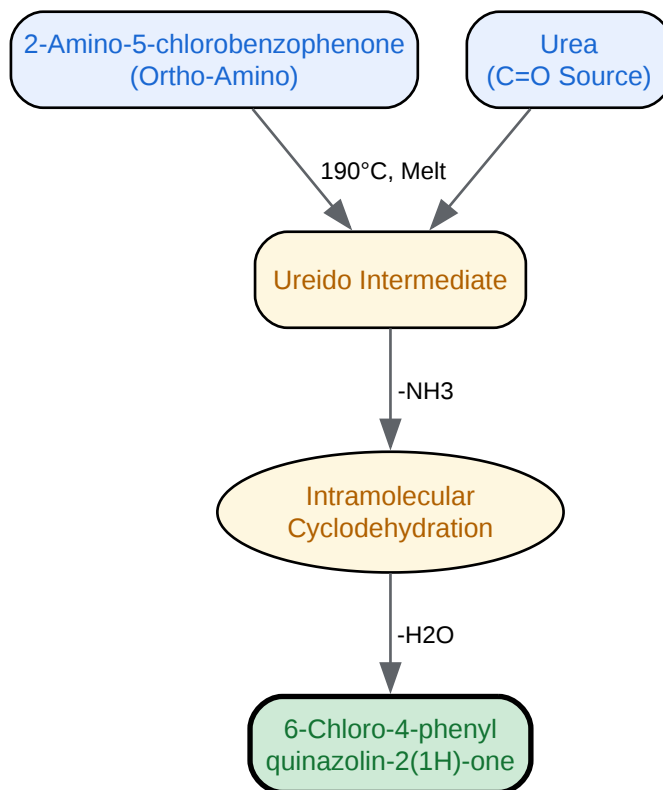 2-Amino-5-chlorobenzophenone
(Ortho-Amino)
Urea
(C=O Source)
190°C, Melt
Ureido Intermediate
-NH3
Intramolecular
Cyclodehydration
-H2O
6-Chloro-4-phenyl
quinazolin-2(1H)-one